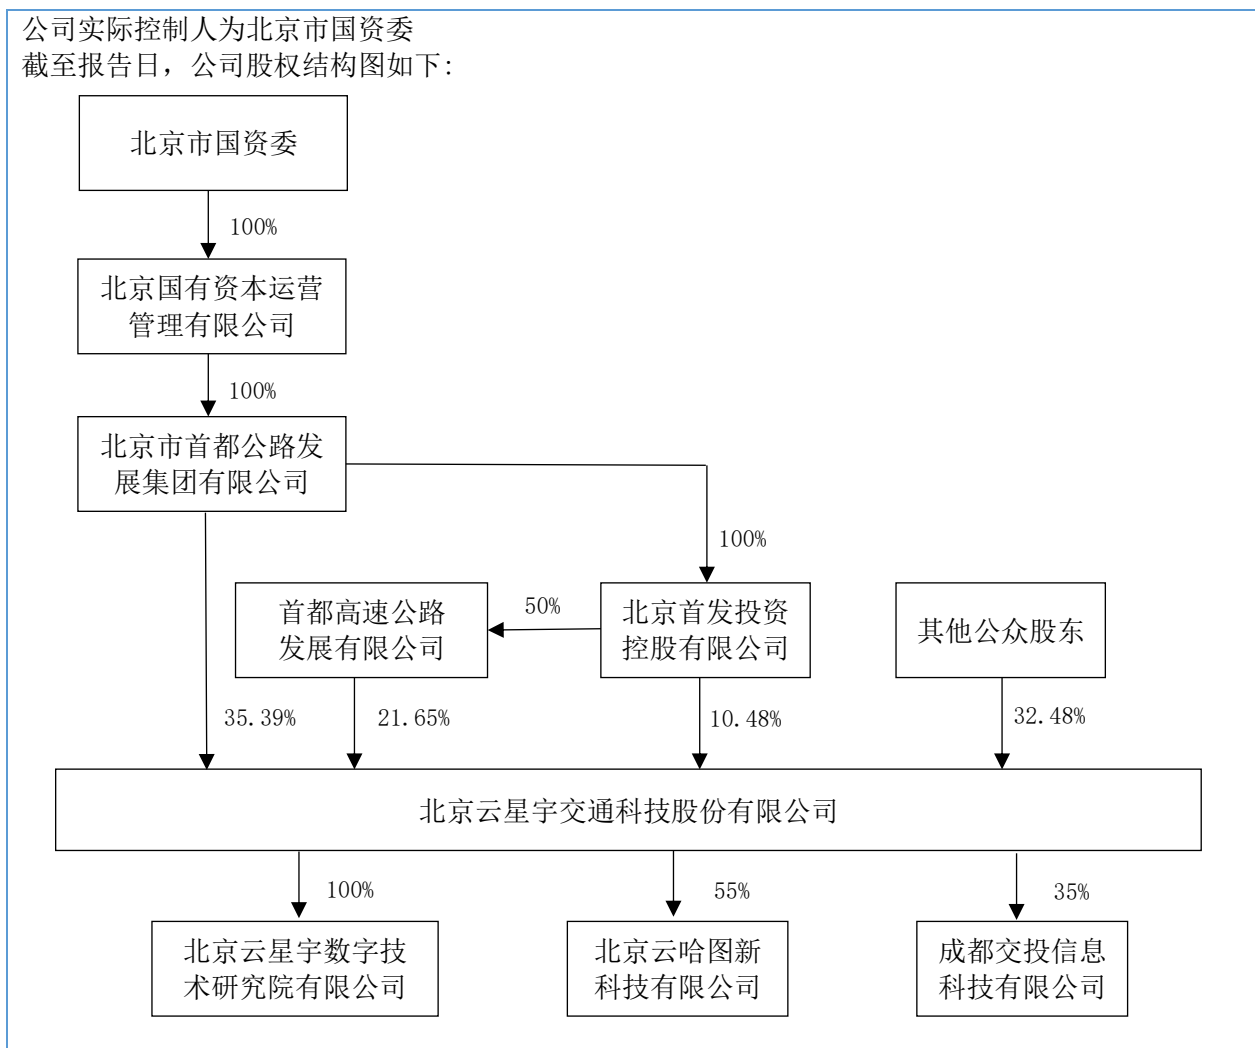 公司实际控制人为北京市国资委
截至报告日，公司股权结构图如下:
北京市国资委
100%
北京国有资本运营
管理有限公司
100%
北京市首都公路发
展集团有限公司
100%
首都高速公路
发展有限公司
50%
北京首发投资
控股有限公司
其他公众股东
35.39%
21.65%
10.48%
32.48%
北京云星宇交通科技股份有限公司
100%
55%
35%
北京云星宇数字技
术研究院有限公司
北京云哈图新
科技有限公司
成都交投信息
科技有限公司